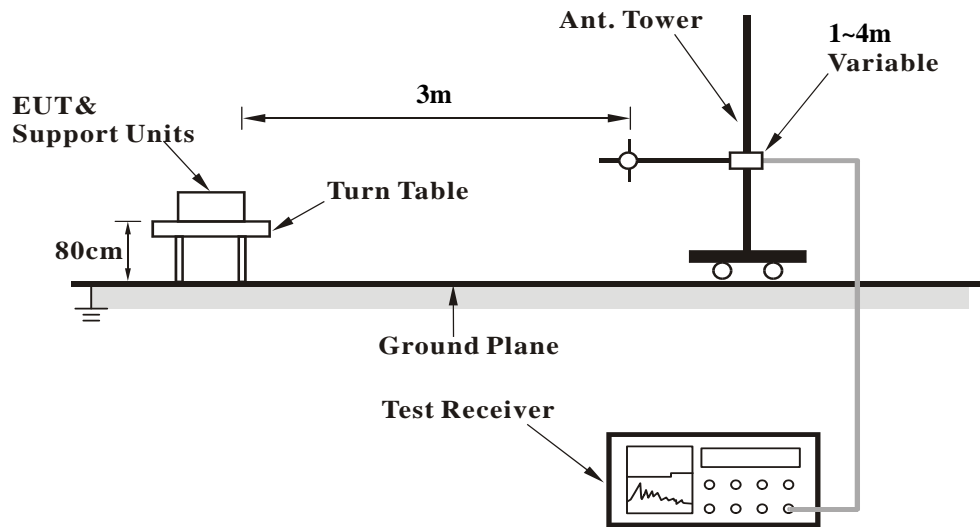 Ant. Tower
1~4m
Variable
3m
EUT&
Support Units
Turn Table
80cm
Ground Plane
Test Receiver